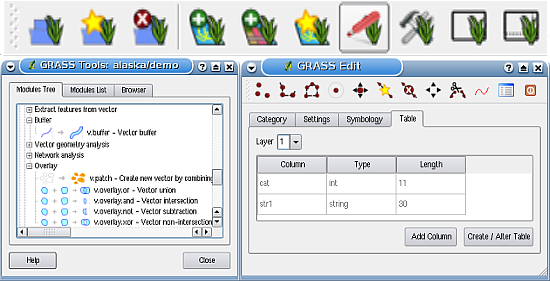 GRASS Tools: alaska/demo
Modules Tree Modules List Browser
Extract features from vector
Buffer
v.buffer - Vector buffer
Vector geometry analysis
Network analysis
Overlay
v.patch - Create new vector by combining
v.overlay.or - Vector union
v.overlay.and - Vector intersection
v.overlay.not - Vector subtraction
v.overlay.xor - Vector non-intersection
Help Close
GRASS Edit
Category Settings Symbology Table
Layer 1
Column Type Length
cat int 11
str1 string 30
Add Column Create / Alter Table